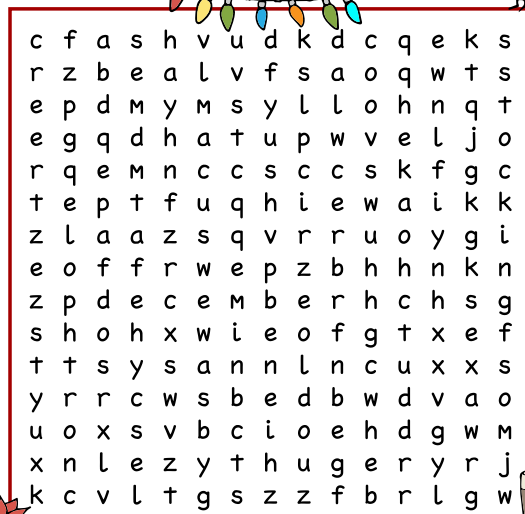 c f a s h v u d k d c q e k s
r z b e a l v f s a o q w t s
e p d m y m s y l l o h n q t
e g q d h a t u p w v e l j o
r q e m n c c s c c s k f g c
t e p t f u q h i e w a i k k
z l a a z s q v r r u o y g i
e o f f r w e p z b h h n k n
z p d e c e m b e r h c h s g
s h o h x w i e o f g t x e f
t t s y s a n n l n c u x x s
y r r c w s b e d b w d v a o
u o x s v b c i o e h d g w m
x n l e z y t h u g e r y r j
k c v l t g s z z f b r l g w